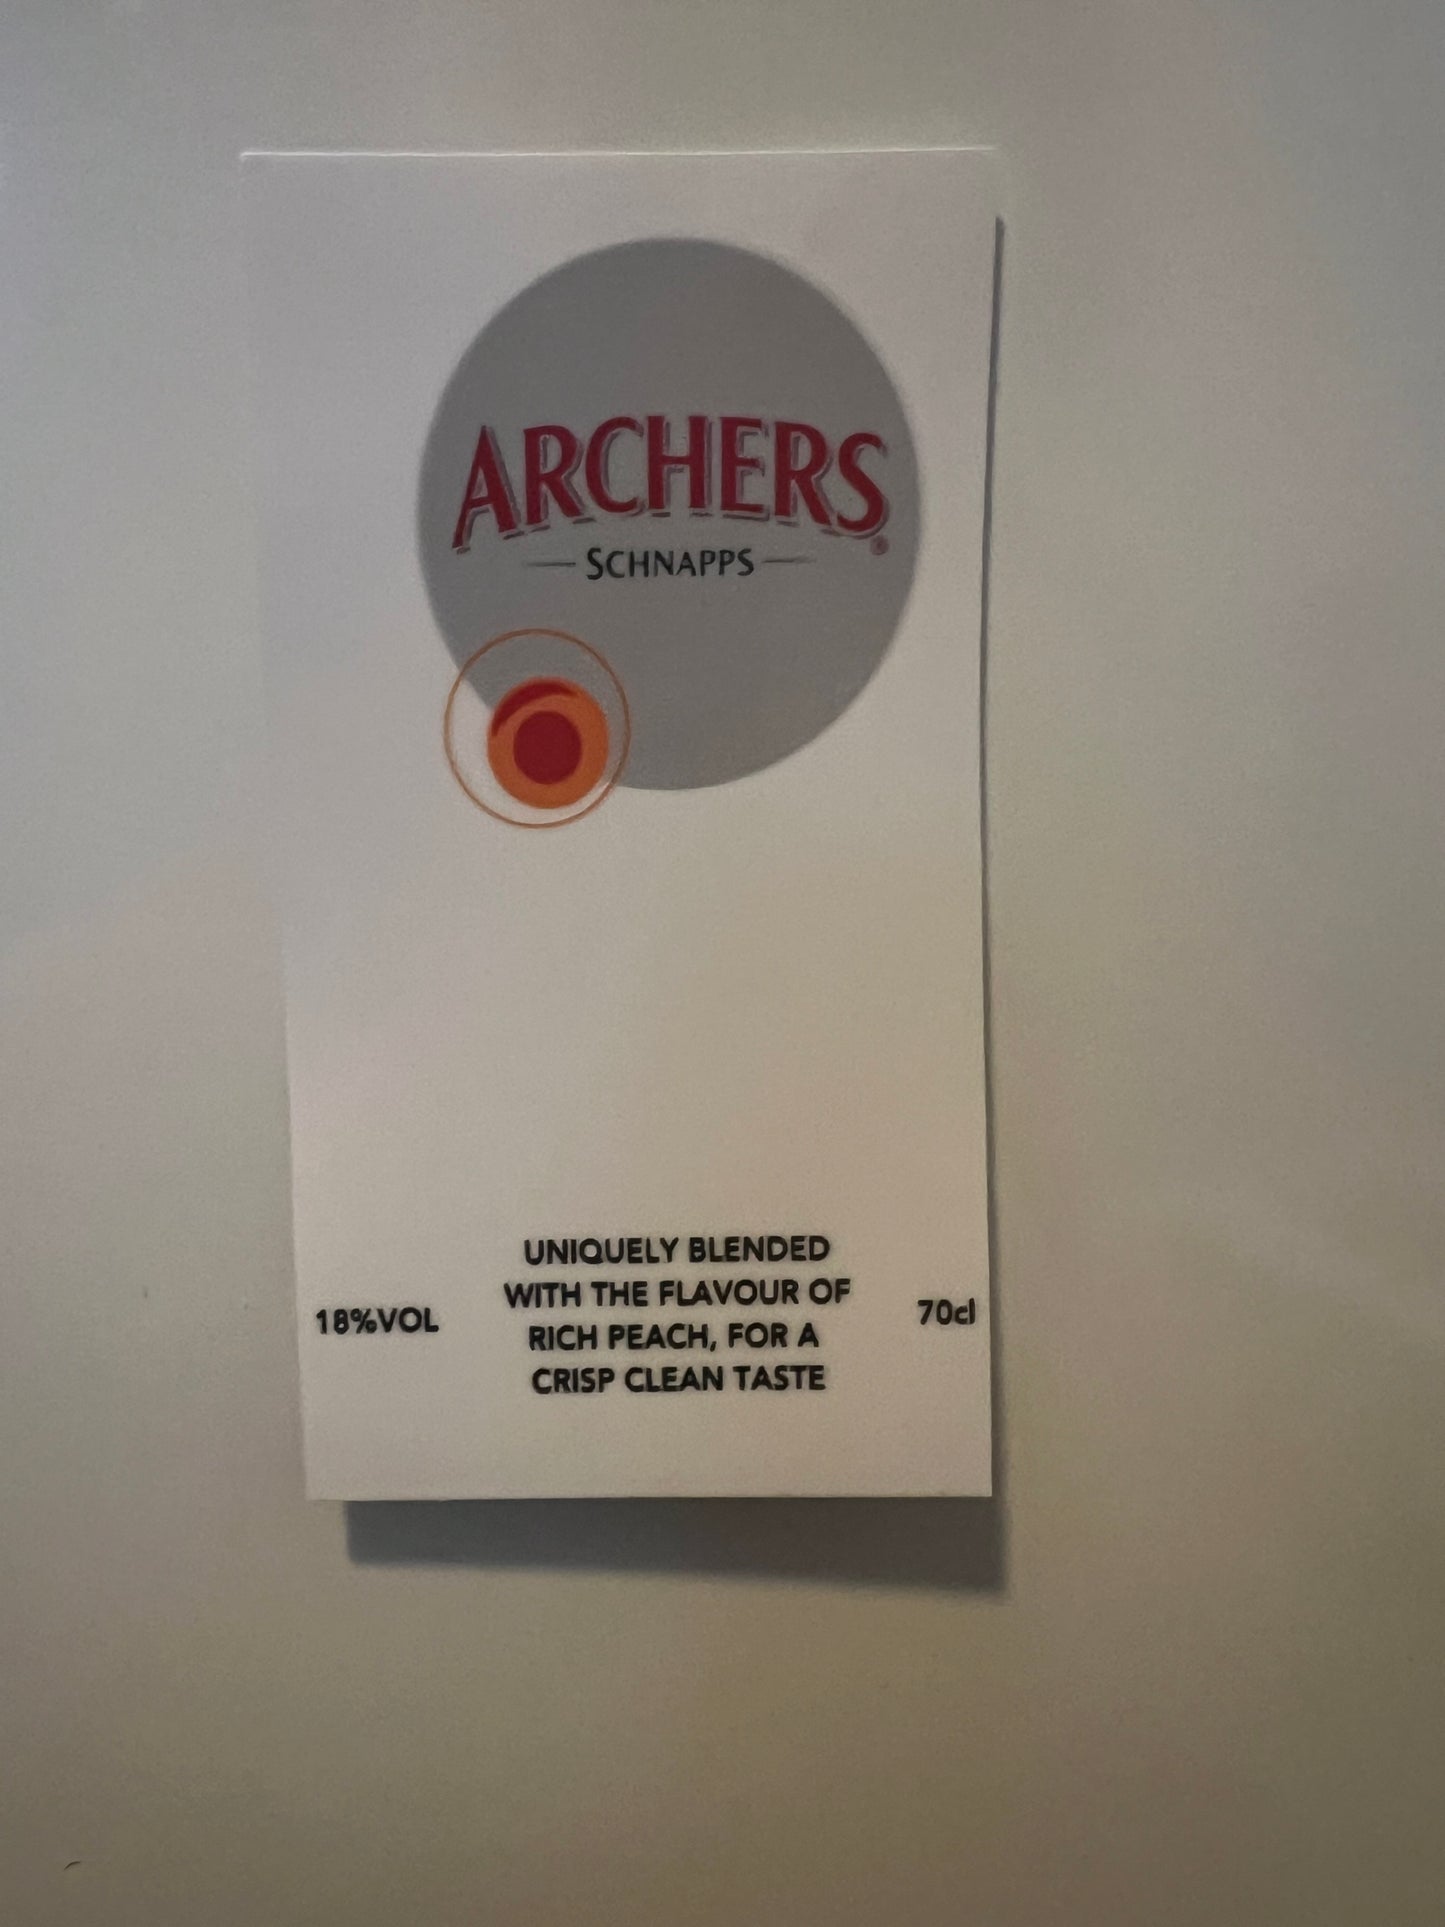 ARCHERS®
SCHNAPPS
UNIQUELY BLENDED
WITH THE FLAVOUR OF
RICH PEACH, FOR A
CRISP CLEAN TASTE
18%VOL
70cl